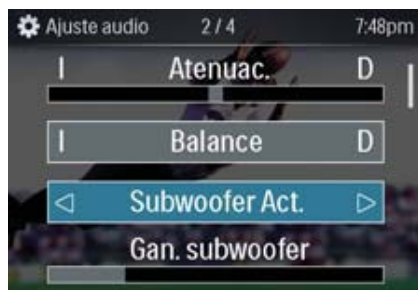 Ajuste audio 2/4 7:48pm
I Atenuac. D
I Balance D
Subwoofer Act.
Gan. subwoofer